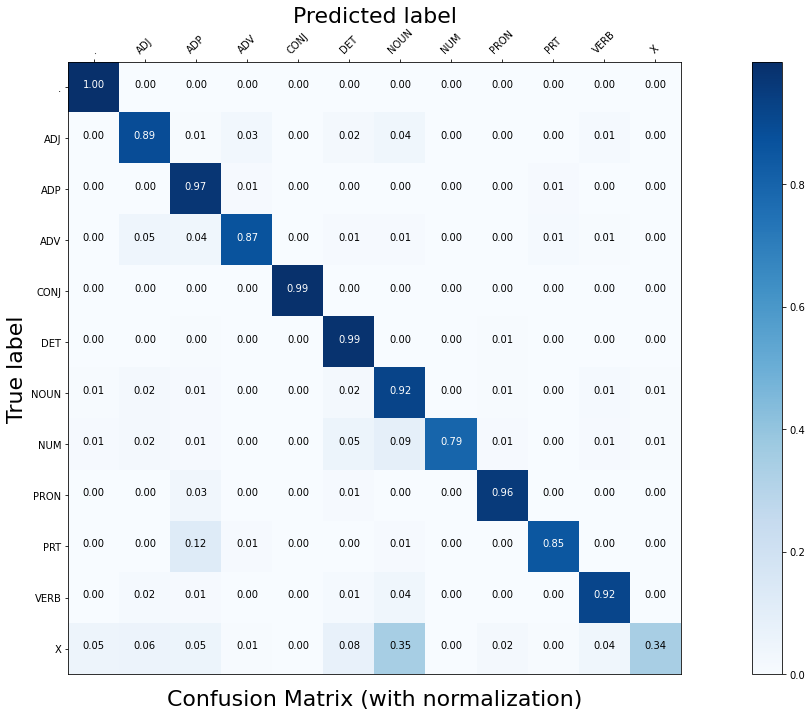 Predicted label
. ADJ ADP ADV CONJ DET NOUN NUM PRON PRT VERB X
. 1.00 0.00 0.00 0.00 0.00 0.00 0.00 0.00 0.00 0.00 0.00 0.00
ADJ 0.00 0.89 0.01 0.03 0.00 0.02 0.04 0.00 0.00 0.00 0.01 0.00
0.8
ADP 0.00 0.00 0.97 0.01 0.00 0.00 0.00 0.00 0.00 0.01 0.00 0.00
ADV 0.00 0.05 0.04 0.87 0.00 0.01 0.01 0.00 0.00 0.01 0.01 0.00
CONJ 0.00 0.00 0.00 0.00 0.99 0.00 0.00 0.00 0.00 0.00 0.00 0.00
0.6
DET 0.00 0.00 0.00 0.00 0.00 0.99 0.00 0.00 0.01 0.00 0.00 0.00
True label
NOUN 0.01 0.02 0.01 0.00 0.00 0.02 0.92 0.00 0.01 0.00 0.01 0.01
0.4
NUM 0.01 0.02 0.01 0.00 0.00 0.05 0.09 0.79 0.01 0.00 0.01 0.01
PRON 0.00 0.00 0.03 0.00 0.00 0.01 0.00 0.00 0.96 0.00 0.00 0.00
PRT 0.00 0.00 0.12 0.01 0.00 0.00 0.01 0.00 0.00 0.85 0.00 0.00
0.2
VERB 0.00 0.02 0.01 0.00 0.00 0.01 0.04 0.00 0.00 0.00 0.92 0.00
X 0.05 0.06 0.05 0.01 0.00 0.08 0.35 0.00 0.02 0.00 0.04 0.34
0.0
Confusion Matrix (with normalization)